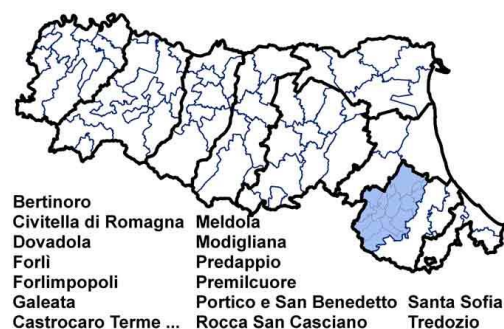 Bertinoro
Civitella di Romagna Meldola
Dovadola Modigliana
Forlì Predappio
Forlimpopoli Premilcuore
Galeata Portico e San Benedetto Santa Sofia
Castrocaro Terme ... Rocca San Casciano Tredozio